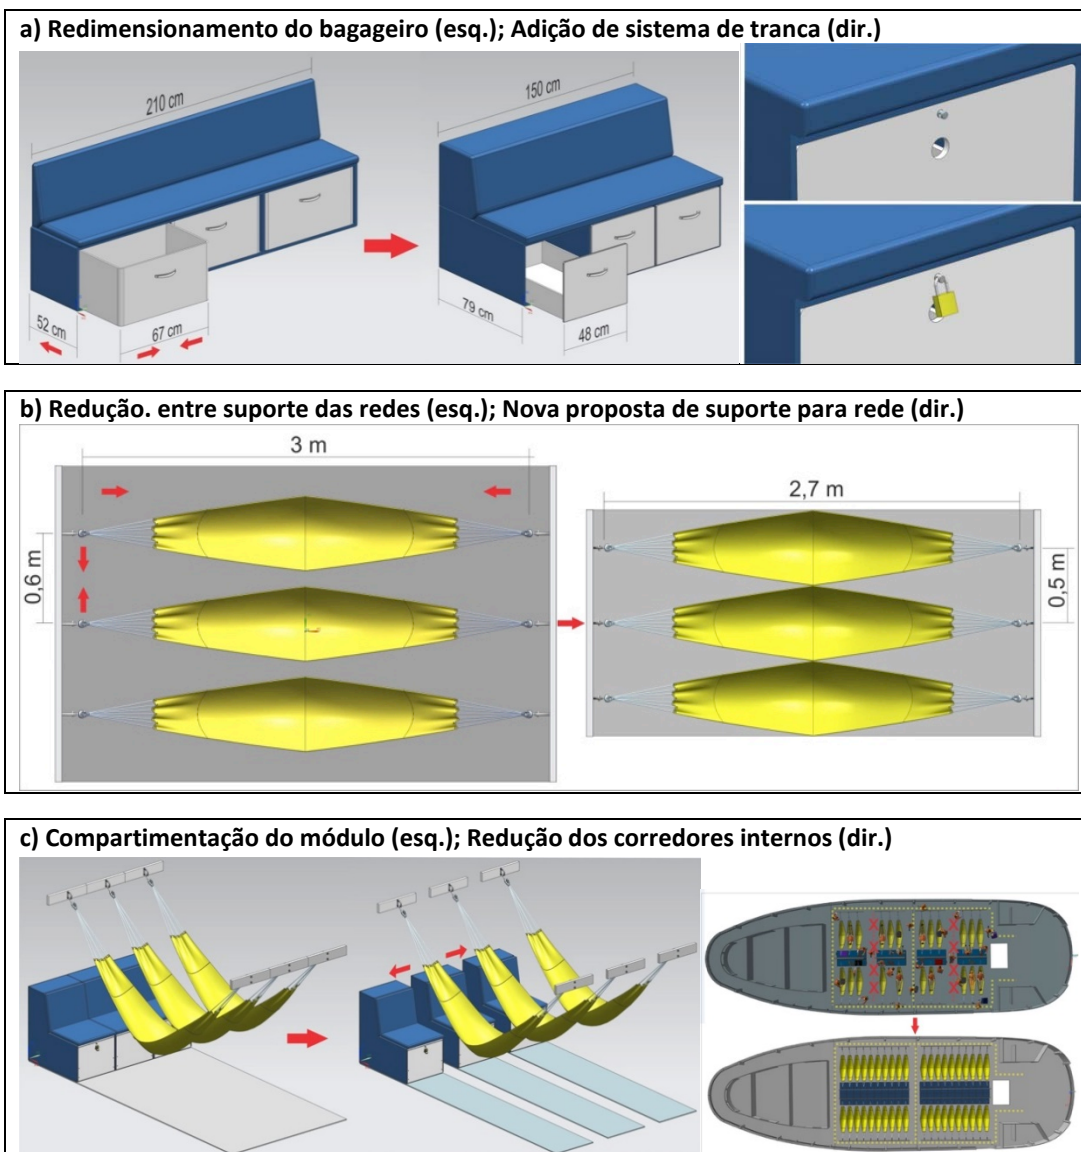 a) Redimensionamento do bagageiro (esq.); Adição de sistema de tranca (dir.)
210 cm
150 cm
52 cm
67 cm
79 cm
48 cm
b) Redução. entre suporte das redes (esq.); Nova proposta de suporte para rede (dir.)
3 m
2,7 m
0,6 m
0,5 m
c) Compartimentação do módulo (esq.); Redução dos corredores internos (dir.)